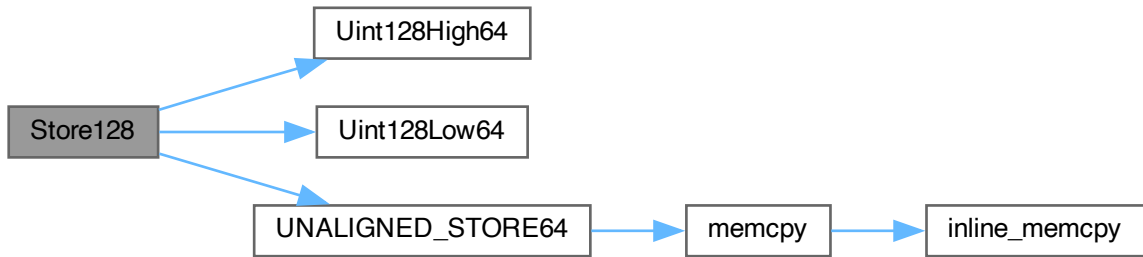 Uint128High64
Store128
Uint128Low64
UNALIGNED_STORE64
memcpy
inline_memcpy